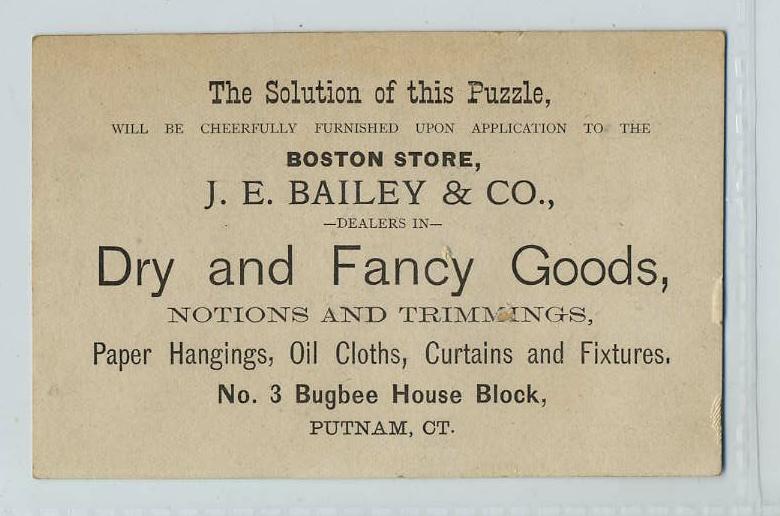 The Solution of this Puzzle,
WILL BE CHEERFULLY FURNISHED UPON APPLICATION TO THE
BOSTON STORE,
J. E. BAILEY & CO.,
—DEALERS IN—
Dry and Fancy Goods,
NOTIONS AND TRIMMINGS,
Paper Hangings, Oil Cloths, Curtains and Fixtures.
No. 3 Bugbee House Block,
PUTNAM, CT.